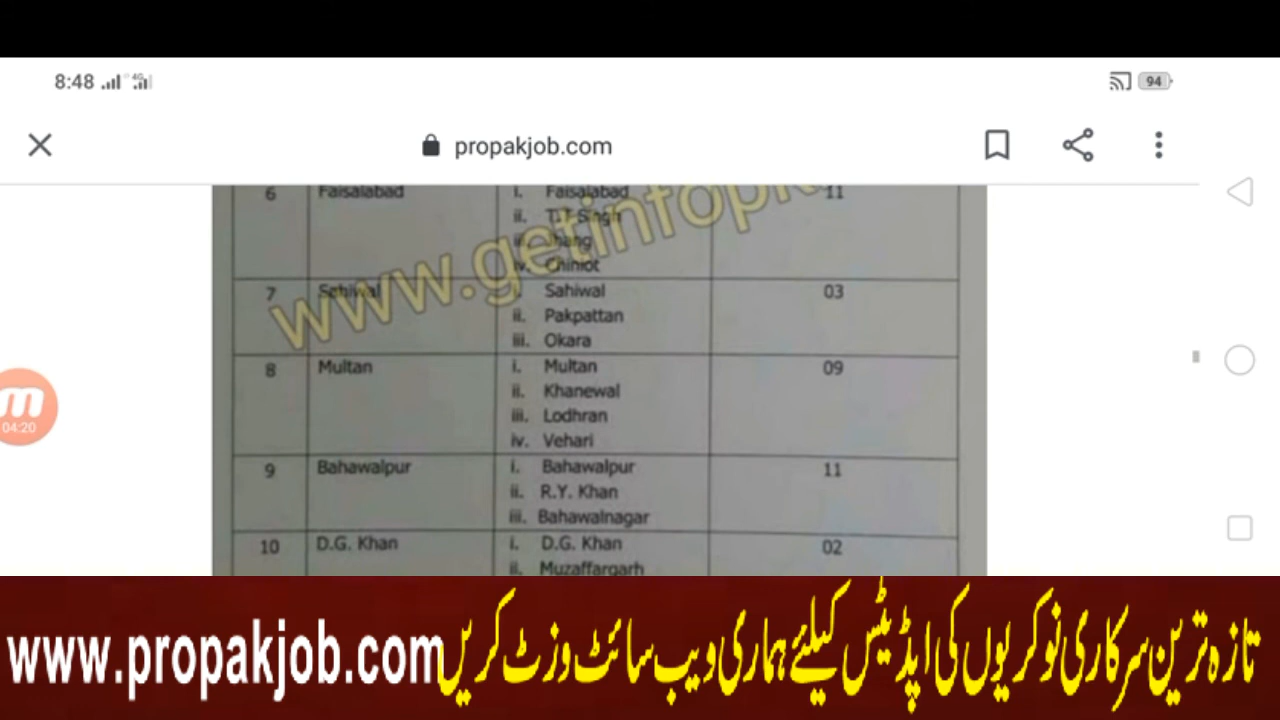 8:48 4G 94
propakjob.com
6 Faisalabad i. Faisalabad 11
ii. T.T Singh
iii. Jhang
iv. Chiniot
www.getinfopk
7 Sahiwal i. Sahiwal 03
ii. Pakpattan
iii. Okara
8 Multan i. Multan 09
ii. Khanewal
iii. Lodhran
iv. Vehari
9 Bahawalpur i. Bahawalpur 11
ii. R.Y. Khan
iii. Bahawalnagar
10 D.G. Khan i. D.G. Khan 02
ii. Muzaffargarh
m
04:20
تازہ ترین سرکاری نوکریوں کی اپڈیٹس کیلئے ہماری ویب سائٹ وزٹ کریں www.propakjob.com